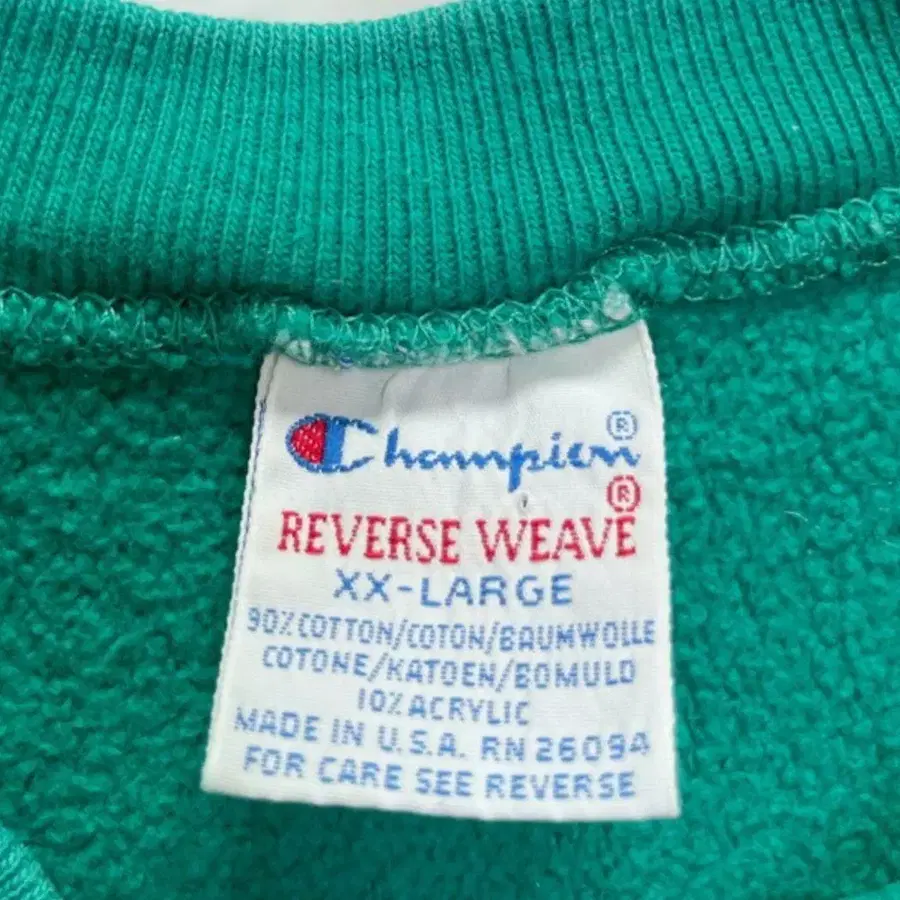 Champion®
REVERSE WEAVE®
XX-LARGE
90% COTTON/COTON/BAUMWOLLE
COTONE/KATOEN/BOMULD
10% ACRYLIC
MADE IN U.S.A. RN 26094
FOR CARE SEE REVERSE